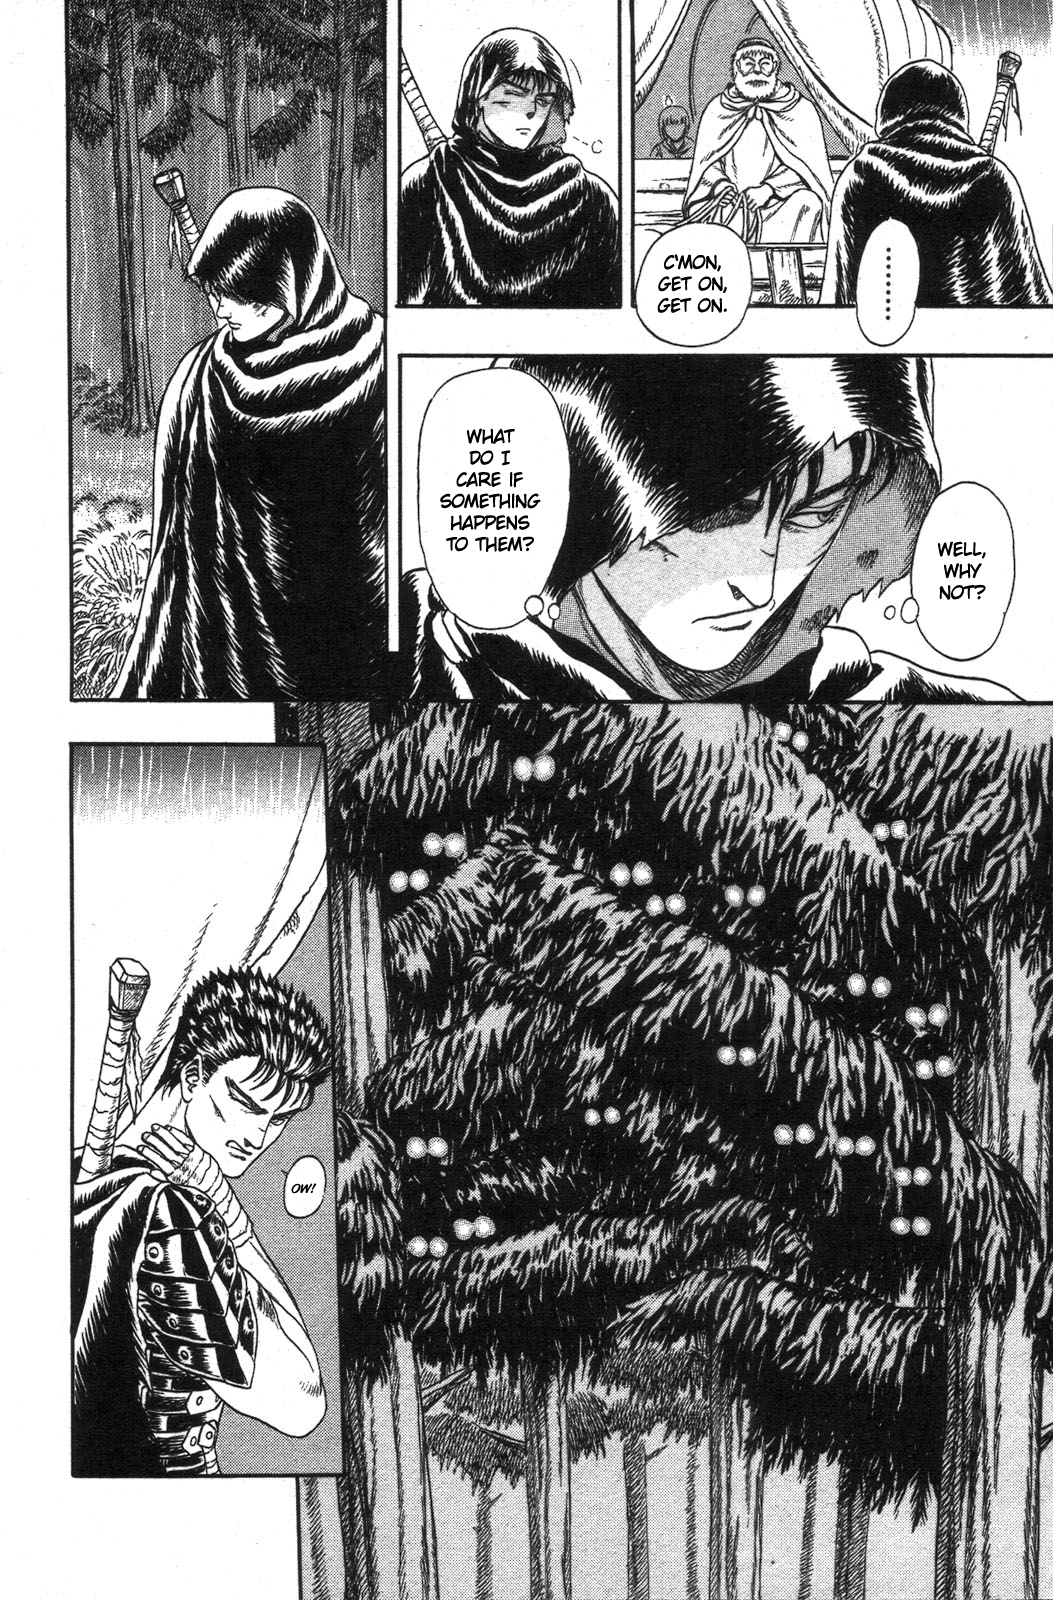 C'MON,
GET ON,
GET ON.
.........
WELL,
WHY
NOT?
WHAT
DO I
CARE IF
SOMETHING
HAPPENS
TO THEM?
OW!